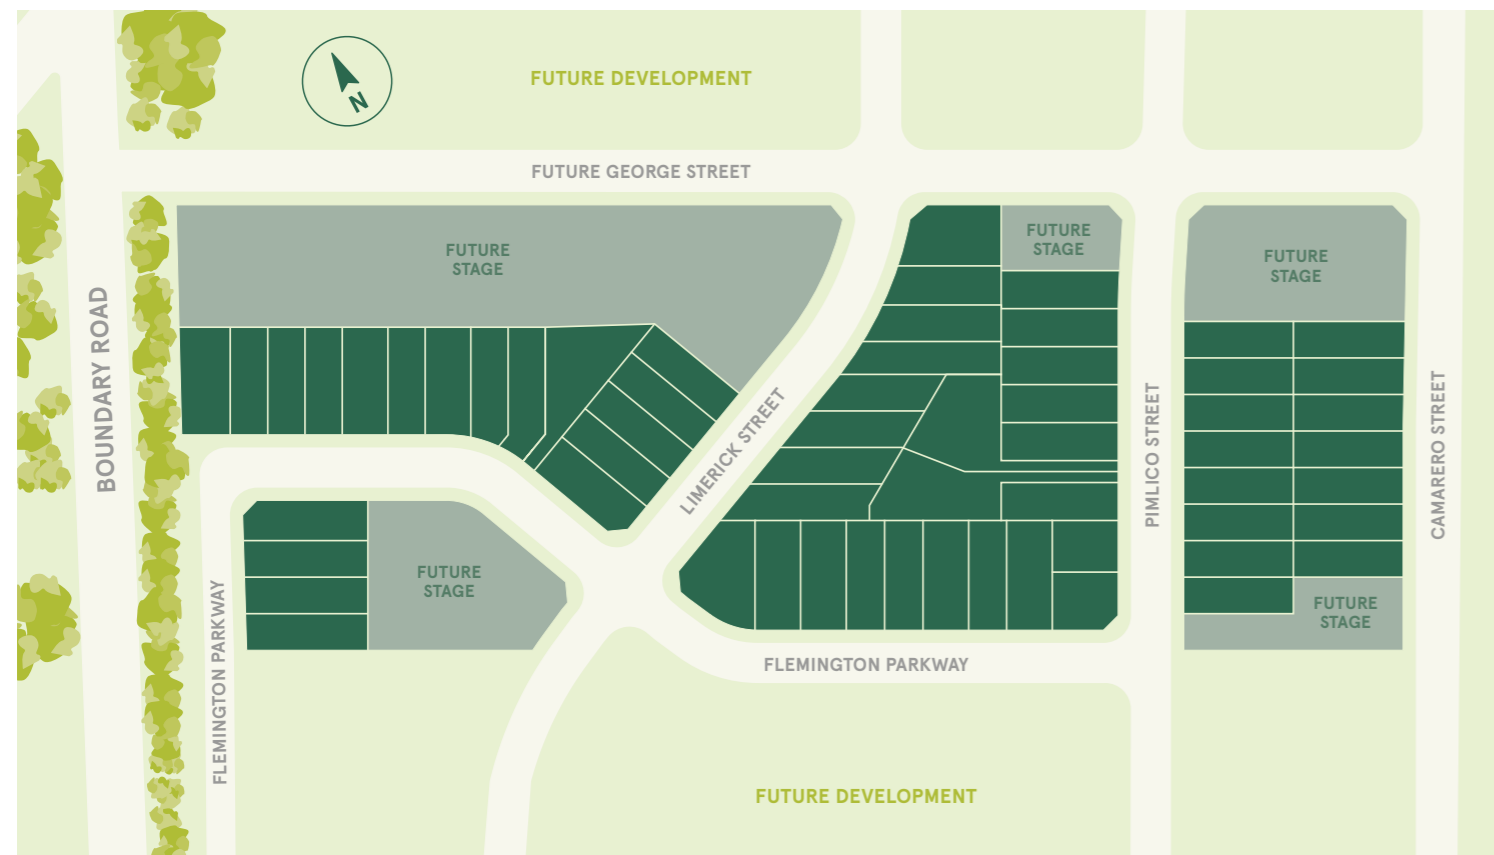 FUTURE DEVELOPMENT
N
FUTURE GEORGE STREET
FUTURE
STAGE
FUTURE
STAGE
FUTURE
STAGE
BOUNDARY ROAD
LIMERICK STREET
PIMLICO STREET
CAMARERO STREET
FUTURE
STAGE
FUTURE
STAGE
FLEMINGTON PARKWAY
FLEMINGTON PARKWAY
FUTURE DEVELOPMENT